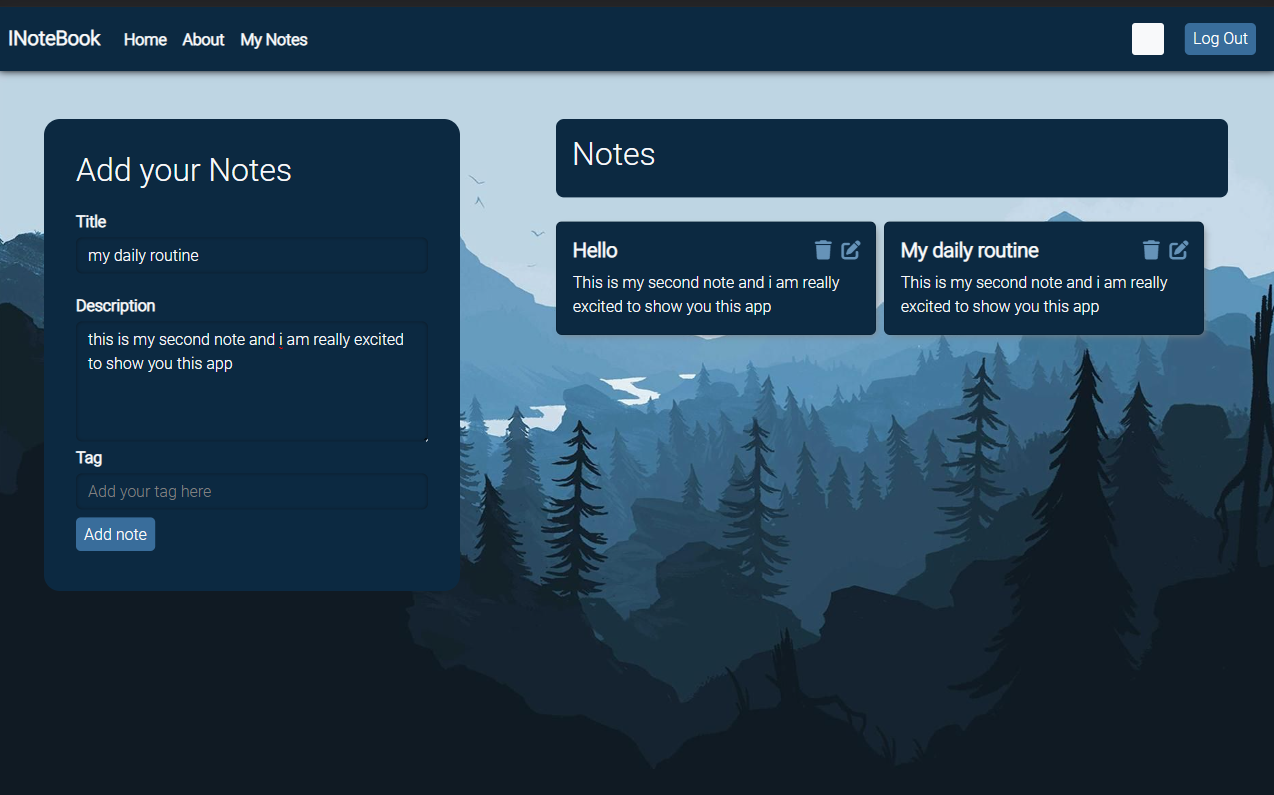 INoteBook Home About My Notes Log Out
Add your Notes
Title
my daily routine
Description
this is my second note and i am really excited
to show you this app
Tag
Add your tag here
Add note
Notes
Hello
This is my second note and i am really
excited to show you this app
My daily routine
This is my second note and i am really
excited to show you this app